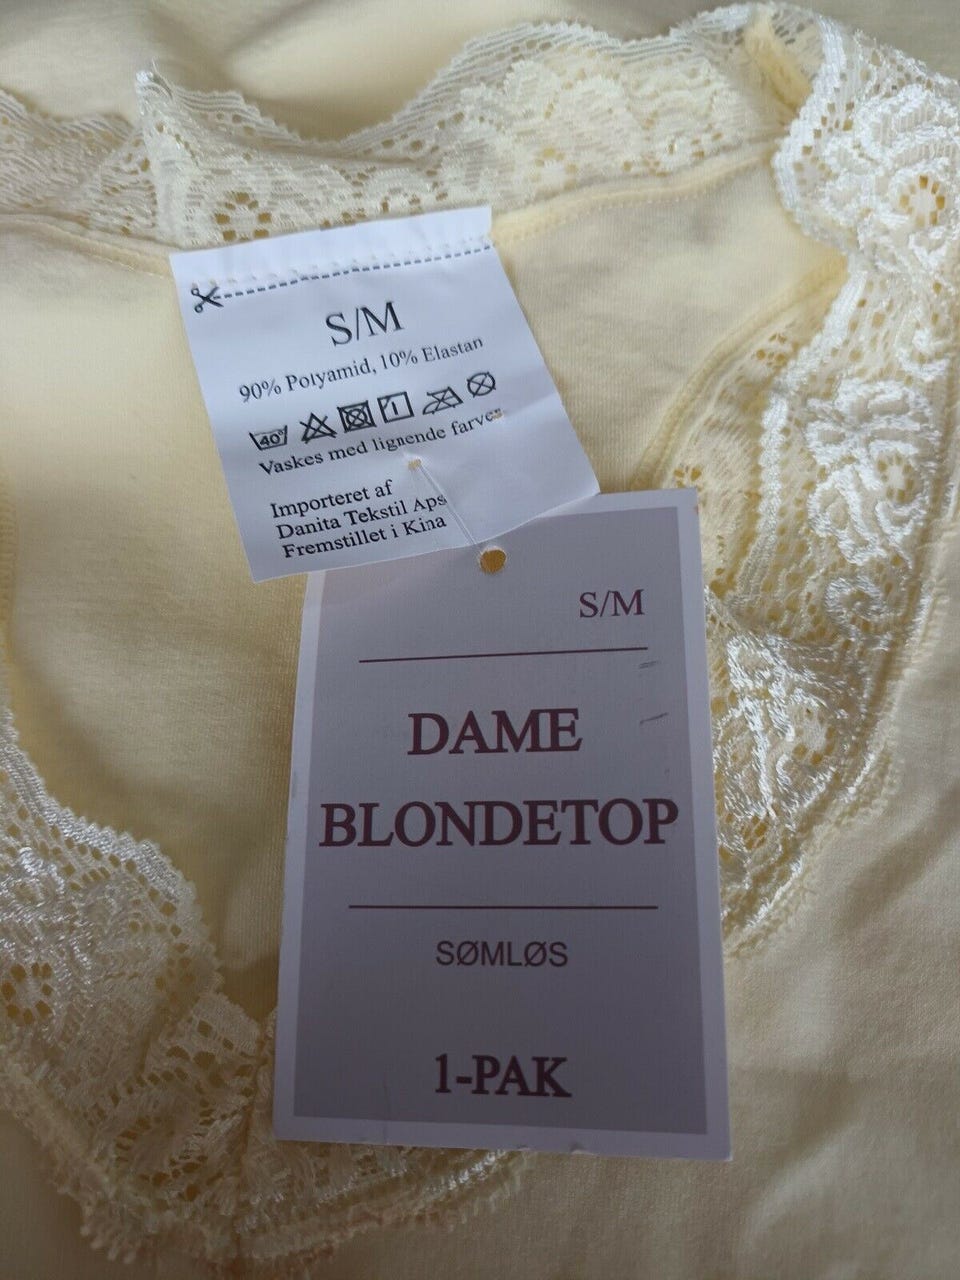 S/M
90% Polyamid, 10% Elastan
40°
Vaskes med lignende farver
Importeret af
Danita Tekstil Aps
Fremstillet i Kina
S/M
DAME
BLONDETOP
SØMLØS
1-PAK